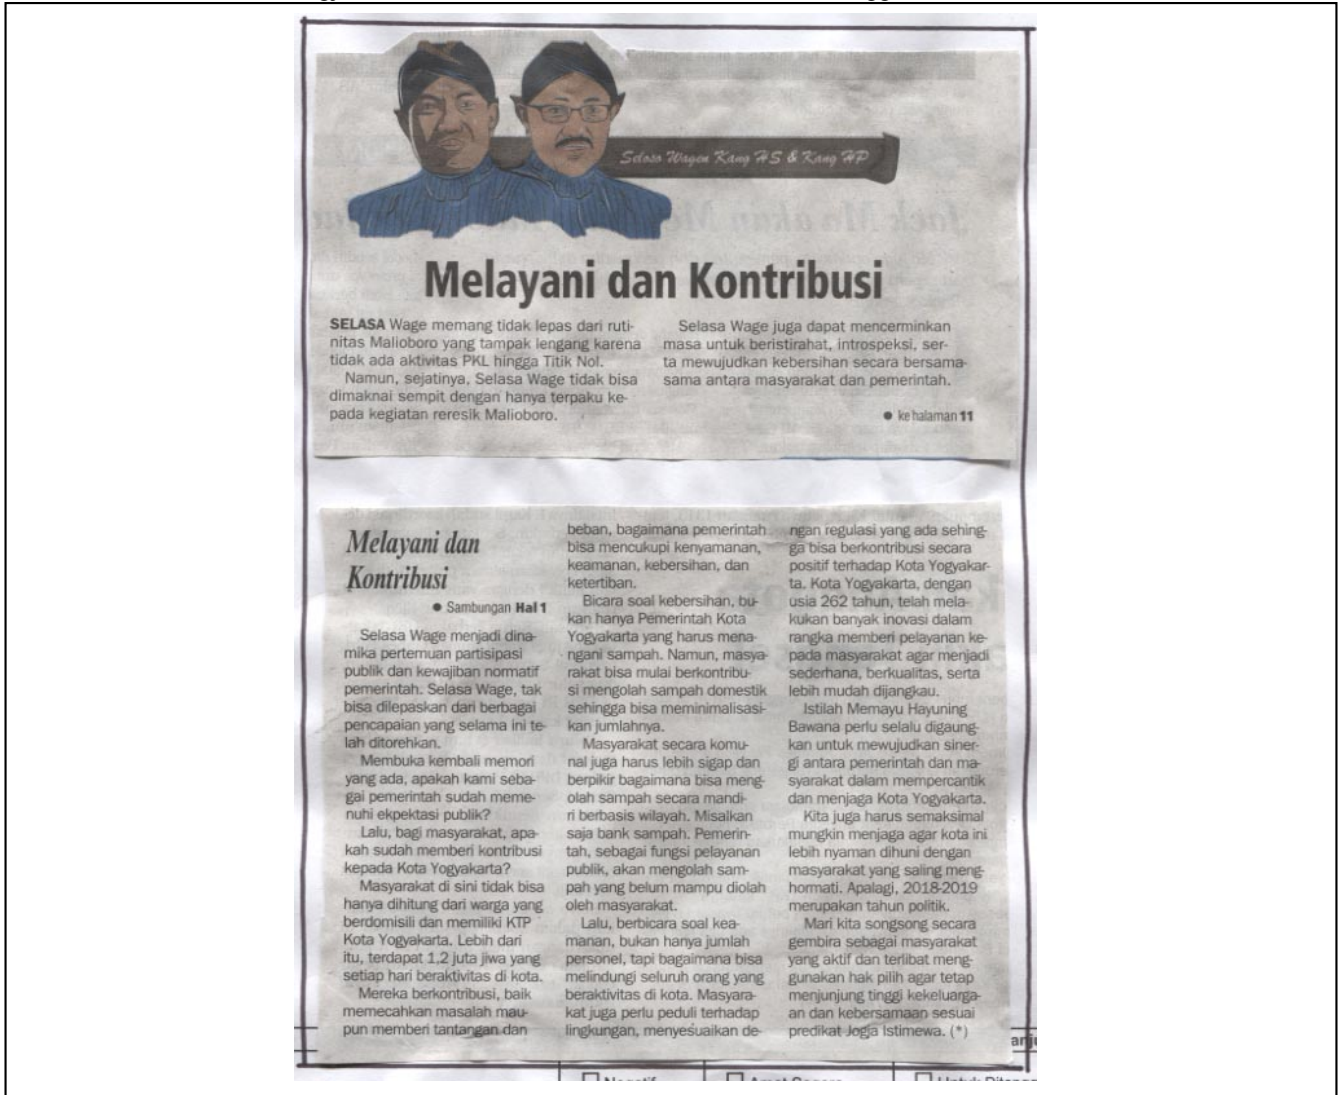 Seloso Wagen Kang HS & Kang HP
Melayani dan Kontribusi
SELASA Wage memang tidak lepas dari ruti-
nitas Malioboro yang tampak lengang karena
tidak ada aktivitas PKL hingga Titik Nol.
Namun, sejatinya, Selasa Wage tidak bisa
dimaknai sempit dengan hanya terpaku ke-
pada kegiatan reresik Malioboro.
Selasa Wage juga dapat mencerminkan
masa untuk beristirahat, introspeksi, ser-
ta mewujudkan kebersihan secara bersama-
sama antara masyarakat dan pemerintah.
● ke halaman 11
Melayani dan
Kontribusi
● Sambungan Hal 1
Selasa Wage menjadi dina-
mika pertemuan partisipasi
publik dan kewajiban normatif
pemerintah. Selasa Wage, tak
bisa dilepaskan dari berbagai
pencapaian yang selama ini te-
lah ditorehkan.
Membuka kembali memori
yang ada, apakah kami seba-
gai pemerintah sudah meme-
nuhi ekpektasi publik?
Lalu, bagi masyarakat, apa-
kah sudah memberi kontribusi
kepada Kota Yogyakarta?
Masyarakat di sini tidak bisa
hanya dihitung dari warga yang
berdomisili dan memiliki KTP
Kota Yogyakarta. Lebih dari
itu, terdapat 1,2 juta jiwa yang
setiap hari beraktivitas di kota.
Mereka berkontribusi, baik
memecahkan masalah mau-
pun memberi tantangan dan
beban, bagaimana pemerintah
bisa mencukupi kenyamanan,
keamanan, kebersihan, dan
ketertiban.
Bicara soal kebersihan, bu-
kan hanya Pemerintah Kota
Yogyakarta yang harus mena-
ngani sampah. Namun, masya-
rakat bisa mulai berkontribu-
si mengolah sampah domestik
sehingga bisa meminimalisasi-
kan jumlahnya.
Masyarakat secara komu-
nal juga harus lebih sigap dan
berpikir bagaimana bisa meng-
olah sampah secara mandi-
ri berbasis wilayah. Misalkan
saja bank sampah. Pemerin-
tah, sebagai fungsi pelayanan
publik, akan mengolah sam-
pah yang belum mampu diolah
oleh masyarakat.
Lalu, berbicara soal kea-
manan, bukan hanya jumlah
personel, tapi bagaimana bisa
melindungi seluruh orang yang
beraktivitas di kota. Masyara-
kat juga perlu peduli terhadap
lingkungan, menyesuaikan de-
ngan regulasi yang ada sehing-
ga bisa berkontribusi secara
positif terhadap Kota Yogyakar-
ta. Kota Yogyakarta, dengan
usia 262 tahun, telah mela-
kukan banyak inovasi dalam
rangka memberi pelayanan ke-
pada masyarakat agar menjadi
sederhana, berkualitas, serta
lebih mudah dijangkau.
Istilah Memayu Hayuning
Bawana perlu selalu digaung-
kan untuk mewujudkan siner-
gi antara pemerintah dan ma-
syarakat dalam mempercantik
dan menjaga Kota Yogyakarta.
Kita juga harus semaksimal
mungkin menjaga agar kota ini
lebih nyaman dihuni dengan
masyarakat yang saling meng-
hormati. Apalagi, 2018-2019
merupakan tahun politik.
Mari kita songsong secara
gembira sebagai masyarakat
yang aktif dan terlibat meng-
gunakan hak pilih agar tetap
menjunjung tinggi kekeluarga-
an dan kebersamaan sesuai
predikat Jogja Istimewa. (*)